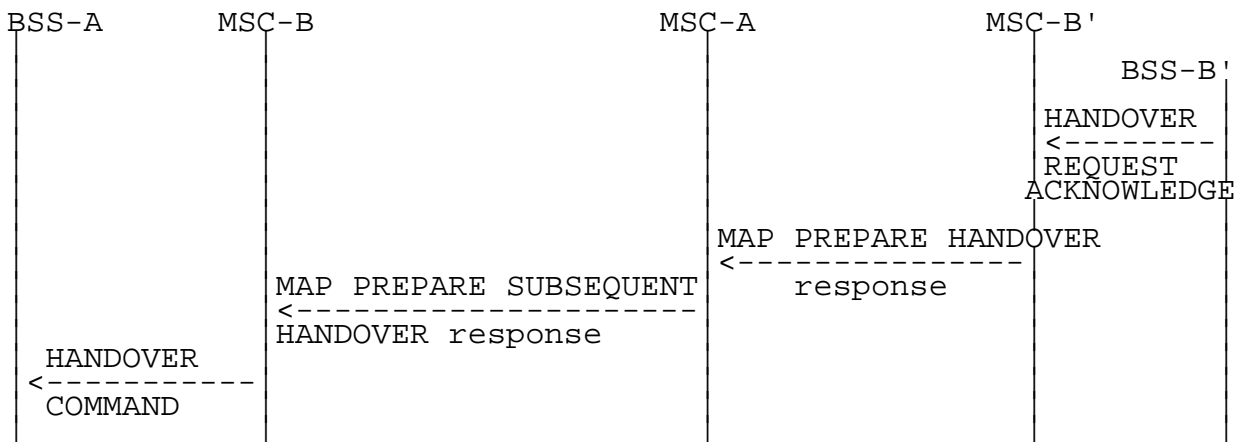 BSS-A MSC-B MSC-A MSC-B'
BSS-B'
HANDOVER
REQUEST
ACKNOWLEDGE
MAP PREPARE HANDOVER
response
MAP PREPARE SUBSEQUENT
HANDOVER response
HANDOVER
COMMAND